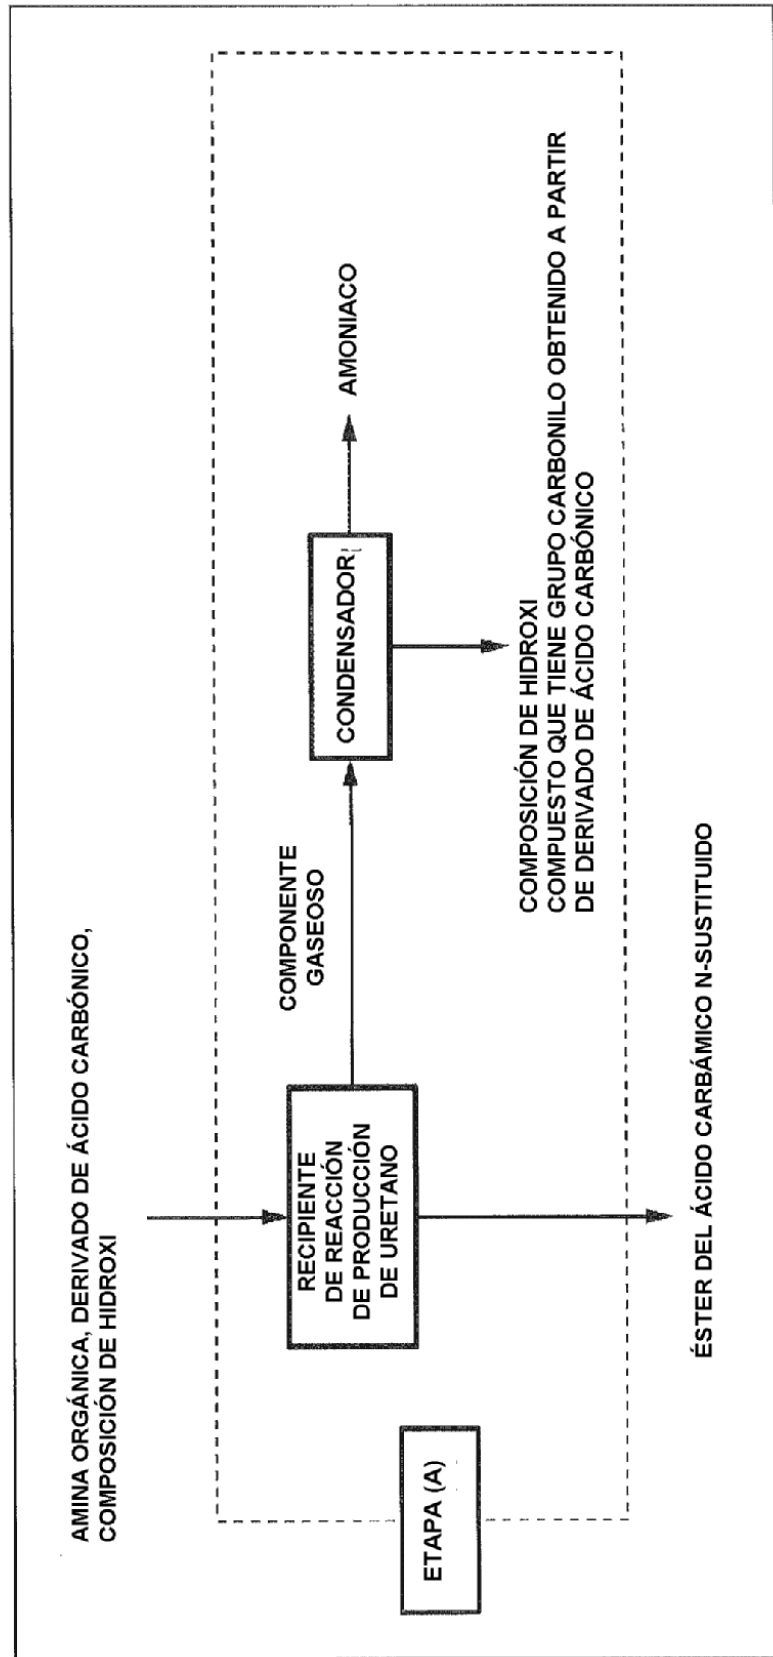 AMINA ORGÁNICA, DERIVADO DE ÁCIDO CARBÓNICO,
COMPOSICIÓN DE HIDROXI
RECIPIENTE
DE REACCIÓN
DE PRODUCCIÓN
DE URETANO
COMPONENTE
GASEOSO
CONDENSADOR
AMONIACO
COMPOSICIÓN DE HIDROXI
COMPUESTO QUE TIENE GRUPO CARBONILO OBTENIDO A PARTIR
DE DERIVADO DE ÁCIDO CARBÓNICO
ÉSTER DEL ÁCIDO CARBÁMICO N-SUSTITUIDO
ETAPA (A)